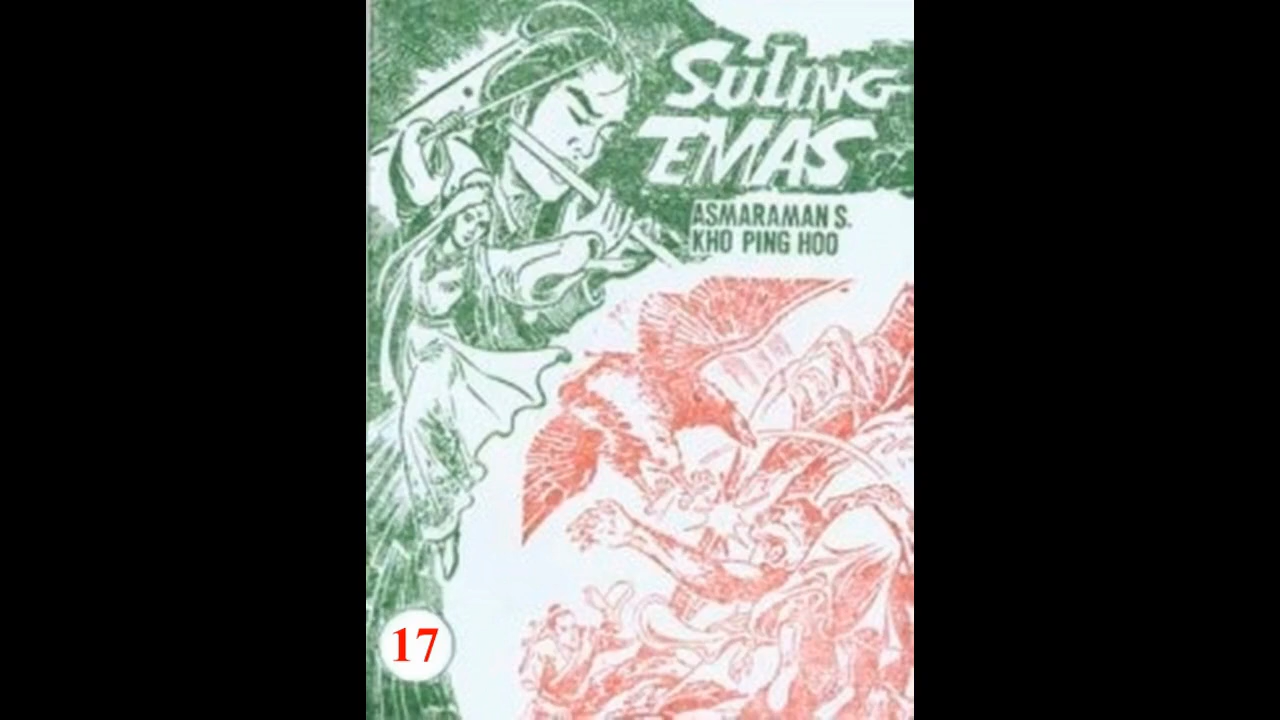 SULING
EMAS
ASMARAMAN S.
KHO PING HOO
17